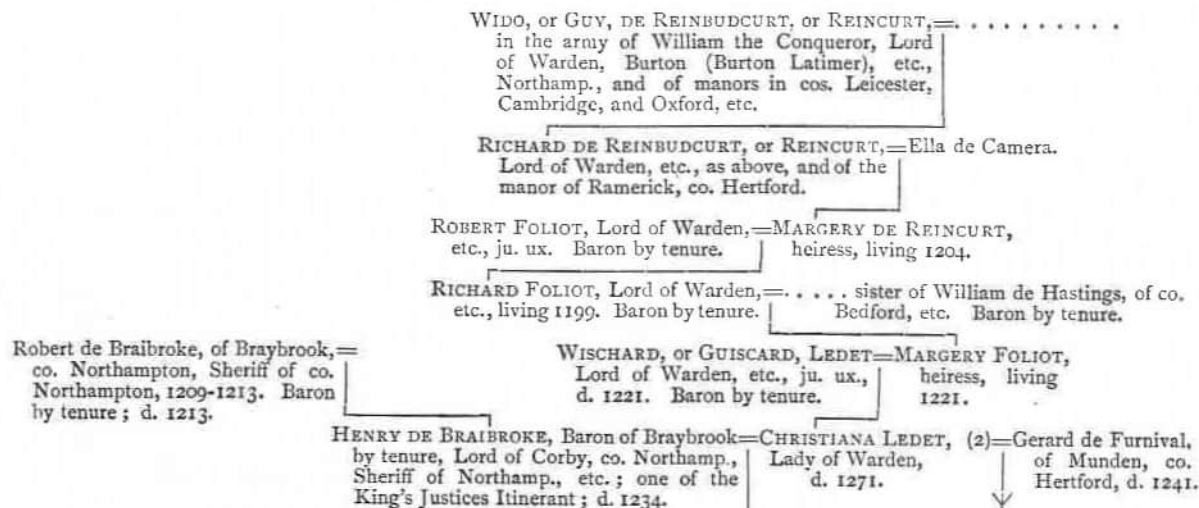 WIDO, or GUY, DE REINBUDCURT, or REINCURT,=. . . . . . . . . .
in the army of William the Conqueror, Lord
of Warden, Burton (Burton Latimer), etc.,
Northamp., and of manors in cos. Leicester,
Cambridge, and Oxford, etc.
RICHARD DE REINBUDCURT, or REINCURT,=Ella de Camera.
Lord of Warden, etc., as above, and of the
manor of Ramerick, co. Hertford.
ROBERT FOLIOT, Lord of Warden,=MARGERY DE REINCURT,
etc., ju. ux. Baron by tenure. heiress, living 1204.
RICHARD FOLIOT, Lord of Warden,=. . . . . sister of William de Hastings, of co.
etc., living 1199. Baron by tenure. Bedford, etc. Baron by tenure.
Robert de Braibroke, of Braybrook,=
co. Northampton, Sheriff of co.
Northampton, 1209-1213. Baron
by tenure; d. 1213.
WISCHARD, or GUISCARD, LEDET=MARGERY FOLIOT,
Lord of Warden, etc., ju. ux., heiress, living
d. 1221. Baron by tenure. 1221.
HENRY DE BRAIBROKE, Baron of Braybrook=CHRISTIANA LEDET, (2)=Gerard de Furnival,
by tenure, Lord of Corby, co. Northamp., Lady of Warden, of Munden, co.
Sheriff of Northamp., etc.; one of the d. 1271. Hertford, d. 1241.
King's Justices Itinerant; d. 1234.